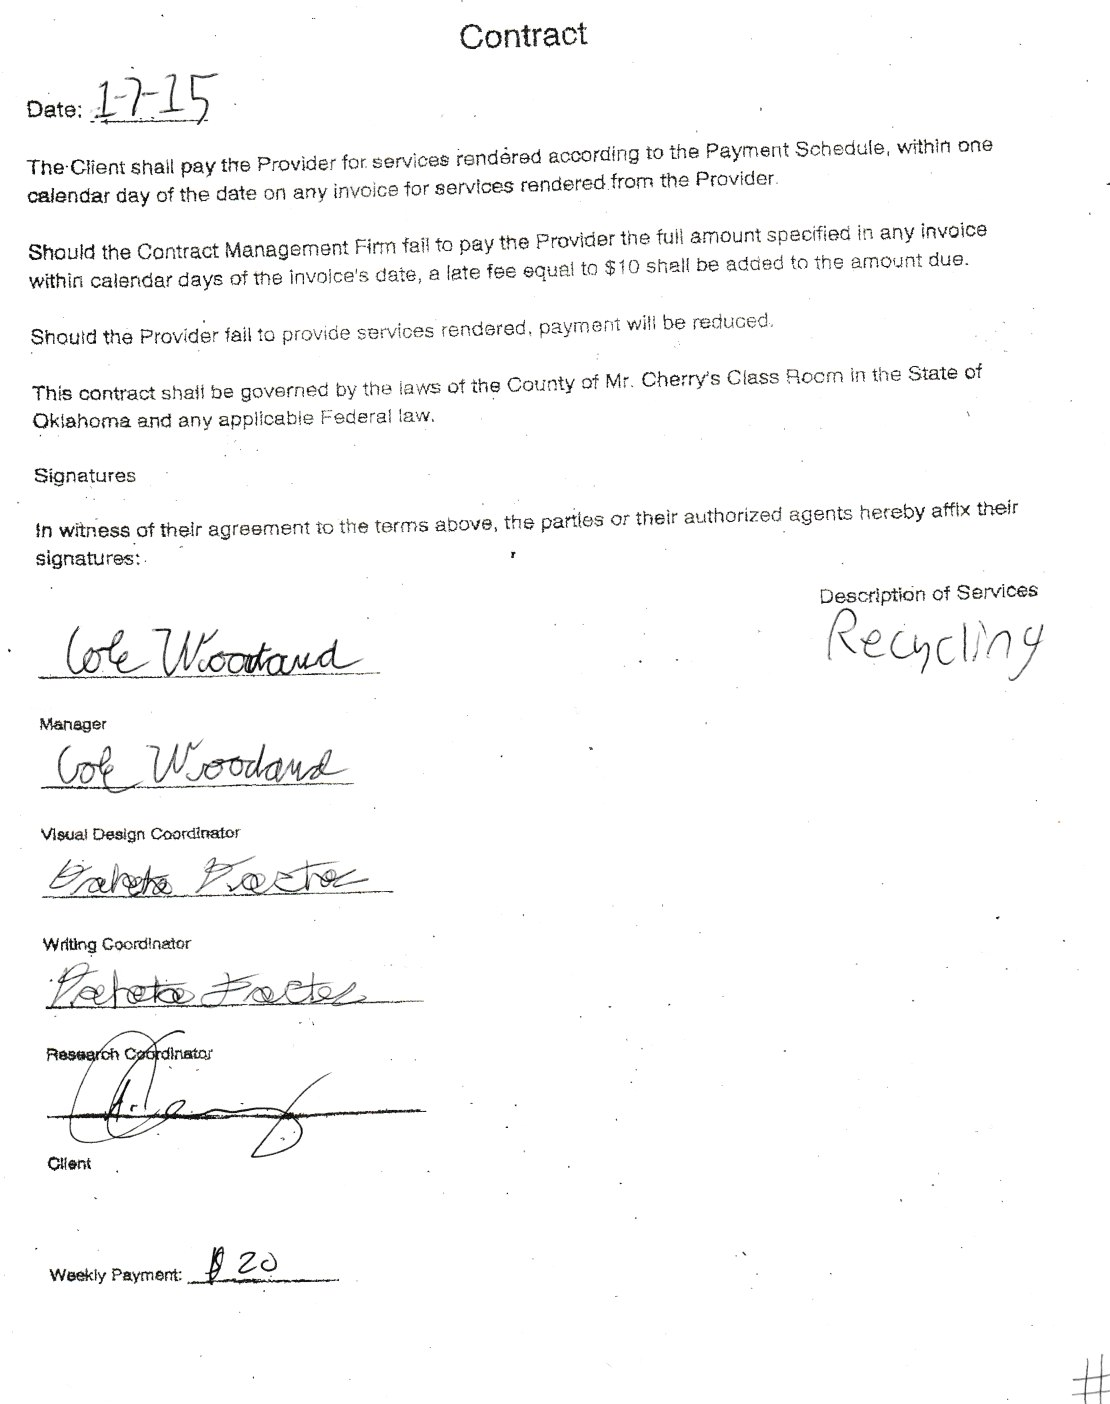 Contract
Date: 1-7-15
The Client shall pay the Provider for services rendered according to the Payment Schedule, within one
calendar day of the date on any invoice for services rendered from the Provider.
Should the Contract Management Firm fail to pay the Provider the full amount specified in any invoice
within calendar days of the invoice's date, a late fee equal to $10 shall be added to the amount due.
Should the Provider fail to provide services rendered, payment will be reduced.
This contract shall be governed by the laws of the County of Mr. Cherry's Class Room in the State of
Oklahoma and any applicable Federal law.
Signatures
In witness of their agreement to the terms above, the parties or their authorized agents hereby affix their
signatures:
Description of Services
Recycling
Cole
Manager
Cole
Visual Design Coordinator
Writing Coordinator
Research Coordinator
Client
Weekly Payment: $ 20
#